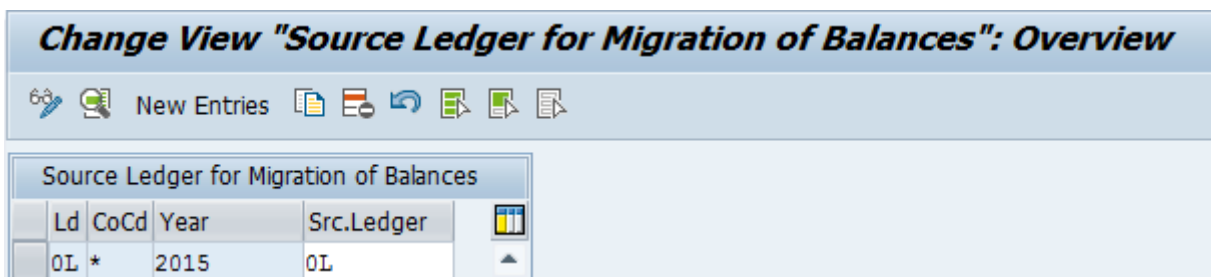 Change View "Source Ledger for Migration of Balances": Overview
New Entries
Source Ledger for Migration of Balances
Ld CoCd Year Src.Ledger
0L * 2015 0L